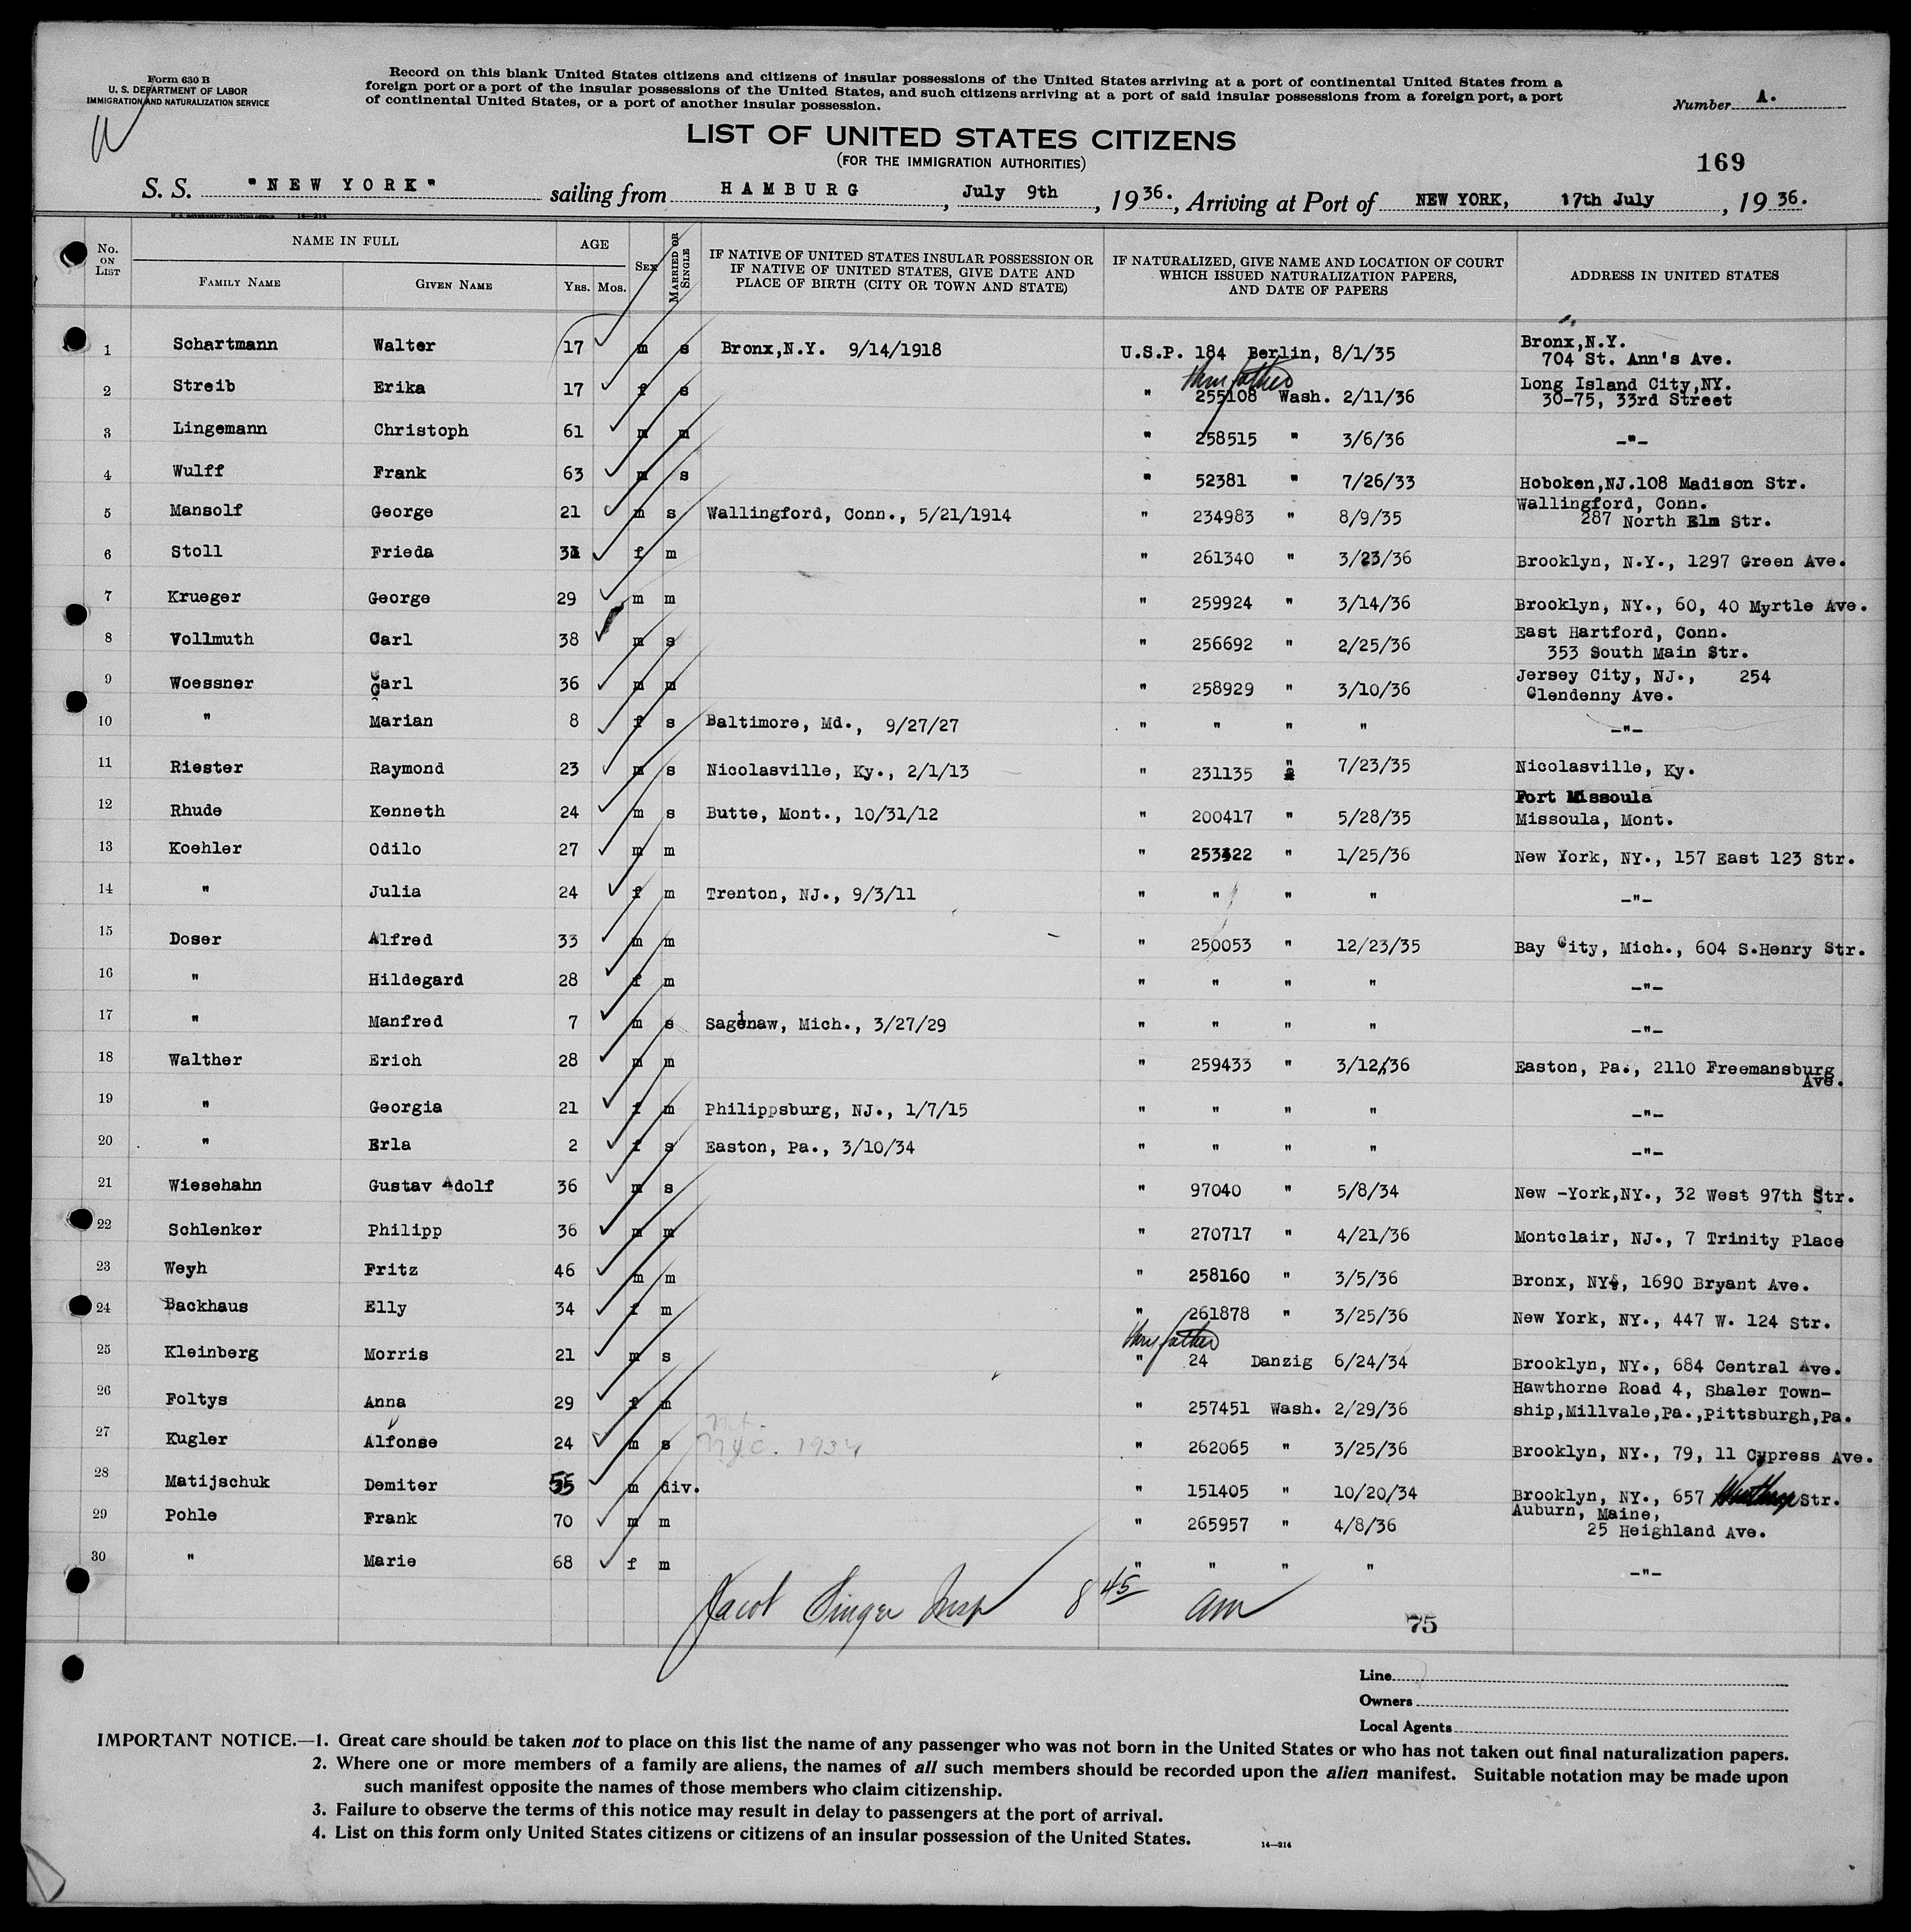 Form 630 B
U. S. DEPARTMENT OF LABOR
IMMIGRATION AND NATURALIZATION SERVICE
Record on this blank United States citizens and citizens of insular possessions of the United States arriving at a port of continental United States from a
foreign port or a port of the insular possessions of the United States, and such citizens arriving at a port of said insular possessions from a foreign port, a port
of continental United States, or a port of another insular possession.
Number A.
LIST OF UNITED STATES CITIZENS
(FOR THE IMMIGRATION AUTHORITIES)
169
S. S. "NEW YORK" sailing from HAMBURG, July 9th, 1936., Arriving at Port of NEW YORK, 17th July, 1936.
No. ON LIST NAME IN FULL FAMILY NAME GIVEN NAME AGE YRS. MOS. SEX MARRIED OR SINGLE IF NATIVE OF UNITED STATES INSULAR POSSESSION OR IF NATIVE OF UNITED STATES, GIVE DATE AND PLACE OF BIRTH (CITY OR TOWN AND STATE) IF NATURALIZED, GIVE NAME AND LOCATION OF COURT WHICH ISSUED NATURALIZATION PAPERS, AND DATE OF PAPERS ADDRESS IN UNITED STATES
1 Schartmann Walter 17 m s Bronx,N.Y. 9/14/1918 U.S.P. 184 Berlin, 8/1/35 Bronx,N.Y. 704 St. Ann's Ave.
father
2 Streib Erika 17 f s " 255108 Wash. 2/11/36 Long Island City,NY. 30-75, 33rd Street
3 Lingemann Christoph 61 m m " 258515 " 3/6/36 -"-
4 Wulff Frank 63 m s " 52381 " 7/26/33 Hoboken,NJ.108 Madison Str.
5 Mansolf George 21 m s Wallingford, Conn., 5/21/1914 " 234983 " 8/9/35 Wallingford, Conn. 287 North Elm Str.
6 Stoll Frieda f m " 261340 " 3/23/36 Brooklyn, N.Y., 1297 Green Ave.
7 Krueger George 29 m m " 259924 " 3/14/36 Brooklyn, NY., 60, 40 Myrtle Ave.
8 Vollmuth Carl 38 m s " 256692 " 2/25/36 East Hartford, Conn. 353 South Main Str.
9 Woessner Carl 36 m m " 258929 " 3/10/36 Jersey City, NJ., 254 Glendenny Ave.
10 " Marian 8 f s Baltimore, Md., 9/27/27 " " " " -"-
11 Riester Raymond 23 m s Nicolasville, Ky., 2/1/13 " 231135 " 7/23/35 Nicolasville, Ky.
12 Rhude Kenneth 24 m s Butte, Mont., 10/31/12 " 200417 " 5/28/35 Fort Missoula Missoula, Mont.
13 Koehler Odilo 27 m m " 253322 " 1/25/36 New York, NY., 157 East 123 Str.
14 " Julia 24 f m Trenton, NJ., 9/3/11 " " " " -"-
15 Doser Alfred 33 m m " 250053 " 12/23/35 Bay City, Mich., 604 S.Henry Str.
16 " Hildegard 28 f m " " " " -"-
17 " Manfred 7 m s Saginaw, Mich., 3/27/29 " " " " -"-
18 Walther Erich 28 m m " 259433 " 3/12/36 Easton, Pa., 2110 Freemansburg Ave.
19 " Georgia 21 f m Philippsburg, NJ., 1/7/15 " " " " -"-
20 " Erla 2 f s Easton, Pa., 3/10/34 " " " " -"-
21 Wiesehahn Gustav Adolf 36 m s " 97040 " 5/8/34 New -York,NY., 32 West 97th Str.
22 Schlenker Philipp 36 m m " 270717 " 4/21/36 Montclair, NJ., 7 Trinity Place
23 Weyh Fritz 46 m m " 258160 " 3/5/36 Bronx, NY., 1690 Bryant Ave.
24 Backhaus Elly 34 f m " 261878 " 3/25/36 New York, NY., 447 W. 124 Str.
father
25 Kleinberg Morris 21 m s " 24 Danzig 6/24/34 Brooklyn, NY., 684 Central Ave.
26 Foltys Anna 29 f m " 257451 Wash. 2/29/36 Hawthorne Road 4, Shaler Town-ship,Millvale,Pa.,Pittsburgh,Pa.
27 Kugler Alfonse 24 m s N.Y.C. 1934 " 262065 " 3/25/36 Brooklyn, NY., 79, 11 Cypress Ave.
28 Matijschuk Demiter 55 m div. " 151405 " 10/20/34 Brooklyn, NY., 657 Winthrop Str.
29 Pohle Frank 70 m m " 265957 " 4/8/36 Auburn, Maine, 25 Heighland Ave.
30 " Marie 68 f m " " " " -"-
Jacob Singer Insp 8 45 am
75
Line
Owners
Local Agents
IMPORTANT NOTICE.—1. Great care should be taken not to place on this list the name of any passenger who was not born in the United States or who has not taken out final naturalization papers.
2. Where one or more members of a family are aliens, the names of all such members should be recorded upon the alien manifest. Suitable notation may be made upon
such manifest opposite the names of those members who claim citizenship.
3. Failure to observe the terms of this notice may result in delay to passengers at the port of arrival.
4. List on this form only United States citizens or citizens of an insular possession of the United States.
14—214